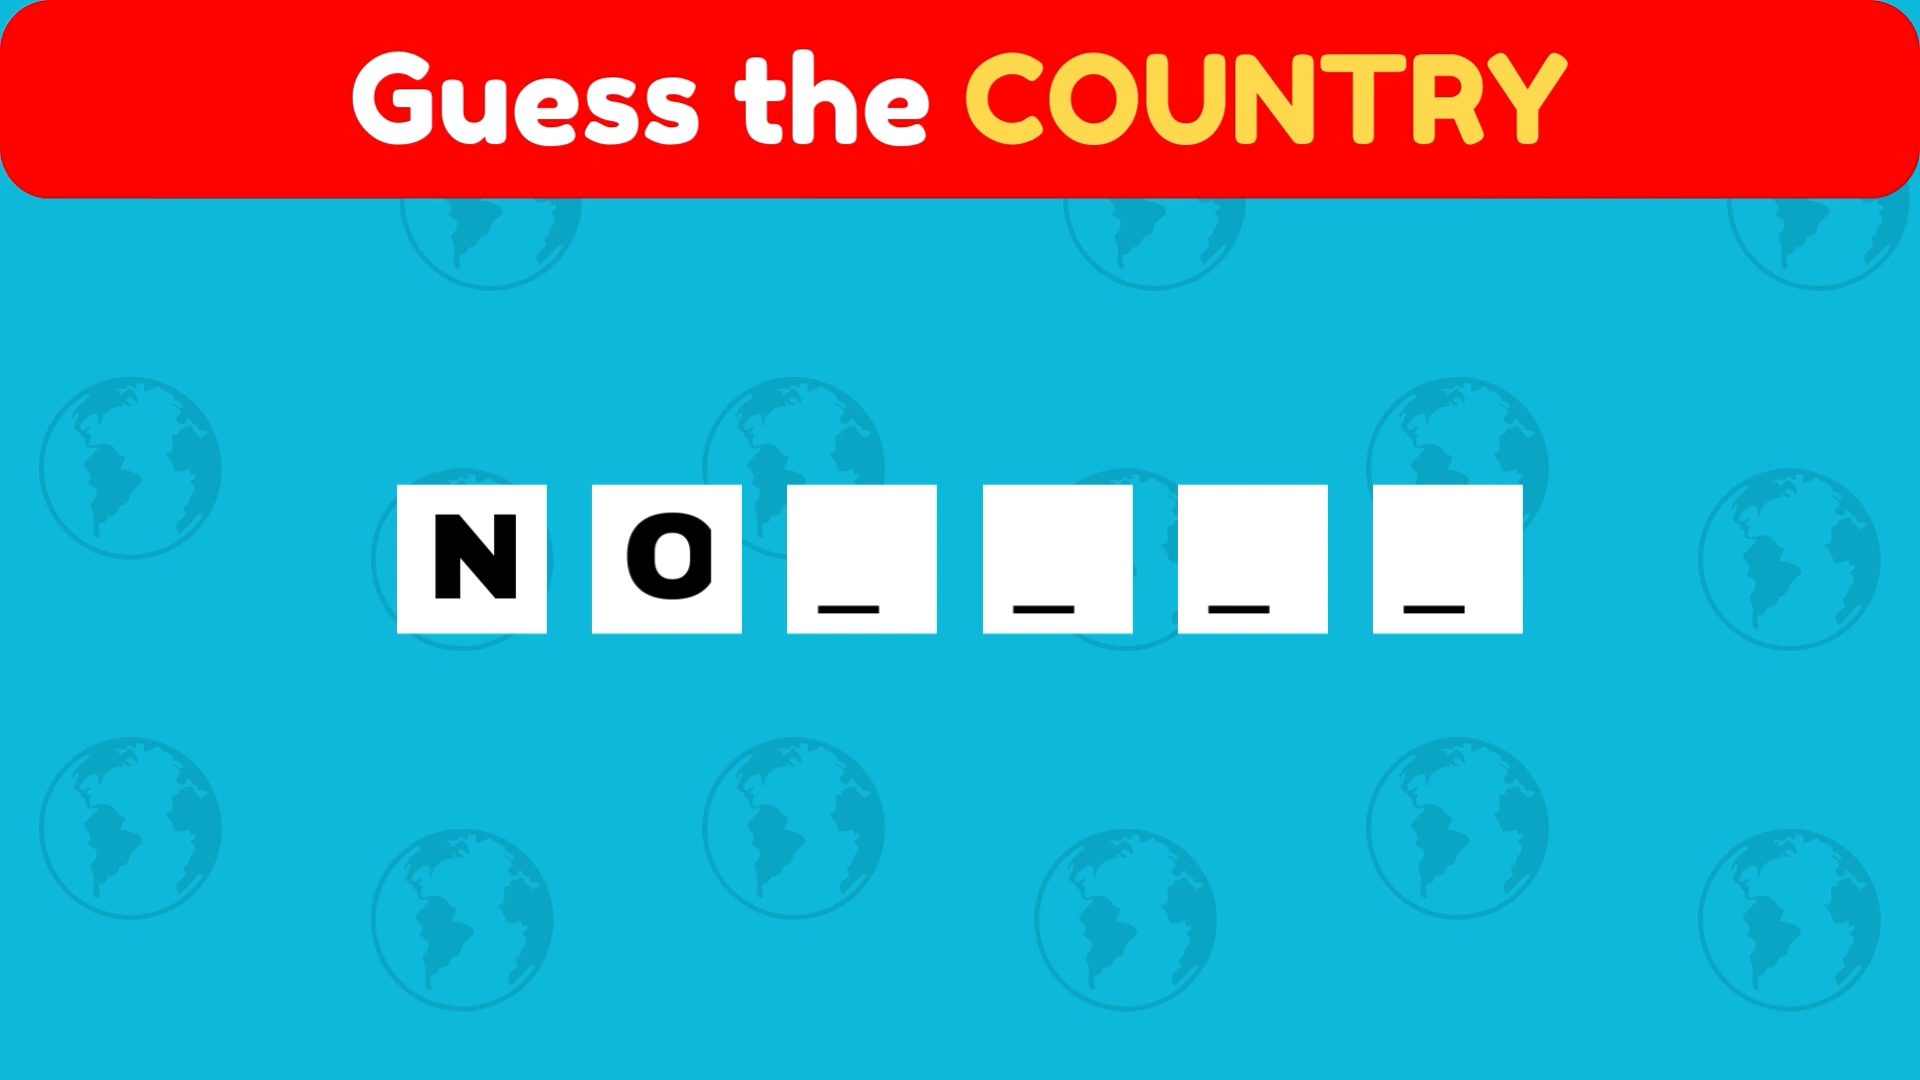 Guess the COUNTRY
N O _ _ _ _